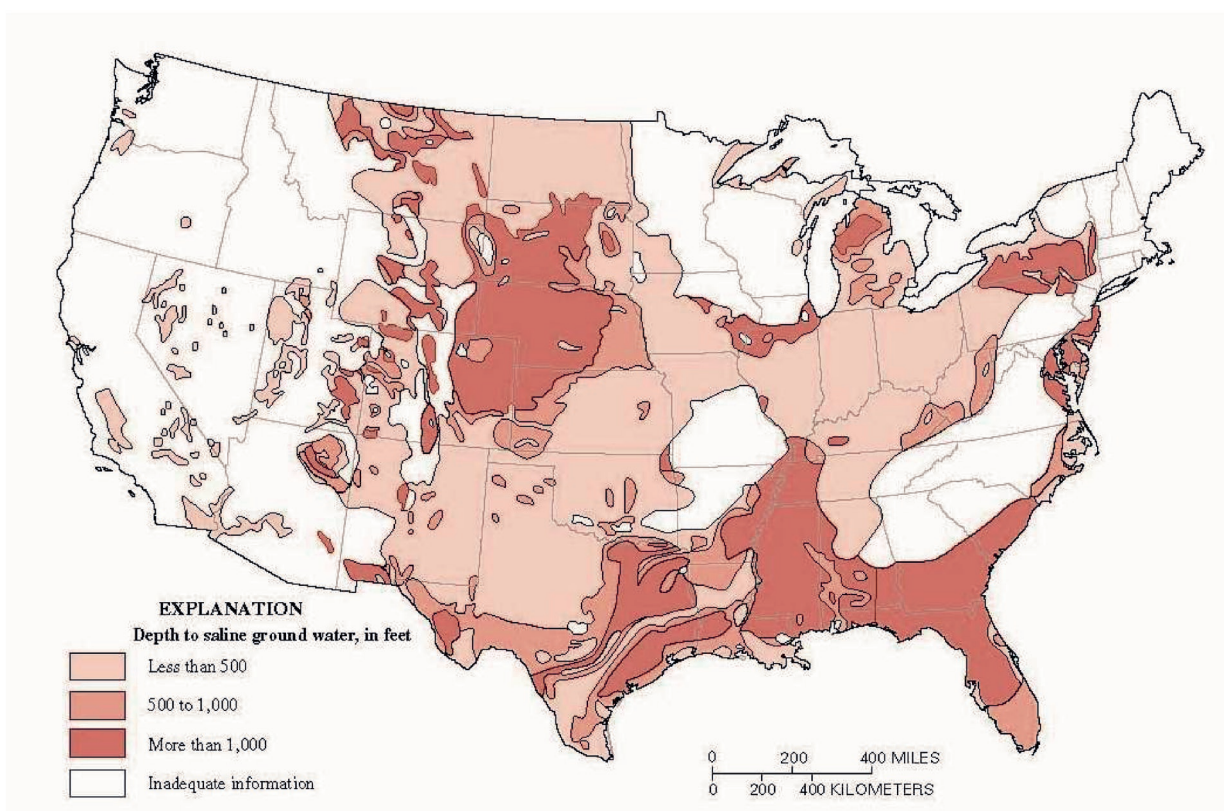 EXPLANATION
Depth to saline ground water, in feet
Less than 500
500 to 1,000
More than 1,000
Inadequate information
0 200 400 MILES
0 200 400 KILOMETERS